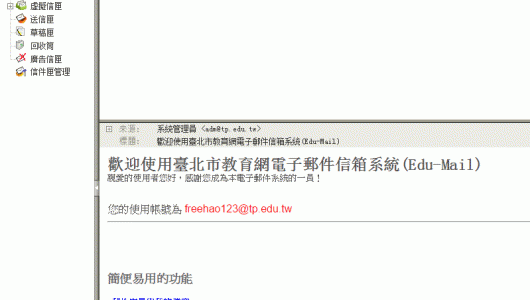 虛擬信匣
送信匣
草稿匣
回收筒
廣告信匣
信件匣管理
來源: 系統管理員 <adm@tp.edu.tw>
標題: 歡迎使用臺北市教育網電子郵件信箱系統(Edu-Mail)
歡迎使用臺北市教育網電子郵件信箱系統(Edu-Mail)
親愛的使用者您好，感謝您成為本電子郵件系統的一員！
您的使用帳號為 freehao123@tp.edu.tw
簡便易用的功能